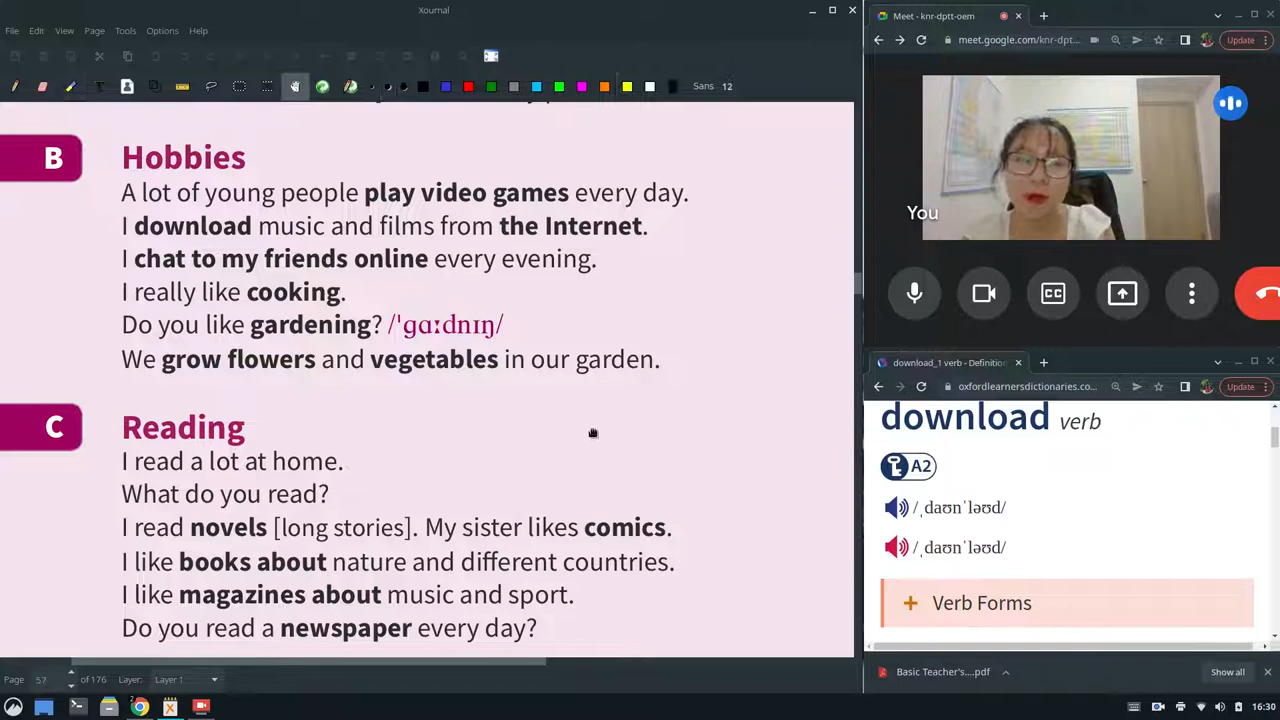 Xournal
File Edit View Page Tools Options Help
Sans 12
B Hobbies
A lot of young people play video games every day.
I download music and films from the Internet.
I chat to my friends online every evening.
I really like cooking.
Do you like gardening? /ˈɡɑːdnɪŋ/
We grow flowers and vegetables in our garden.
C Reading
I read a lot at home.
What do you read?
I read novels [long stories]. My sister likes comics.
I like books about nature and different countries.
I like magazines about music and sport.
Do you read a newspaper every day?
Page 57 of 176 Layer: Layer 1
Meet - knr-dptt-oem
meet.google.com/knr-dpt...
Update
You
CC
download_1 verb - Definition
oxfordlearnersdictionaries.co...
Update
download verb
A2
/ˌdaʊnˈləʊd/
/ˌdaʊnˈləʊd/
+ Verb Forms
Basic Teacher's....pdf
Show all
2
16:30